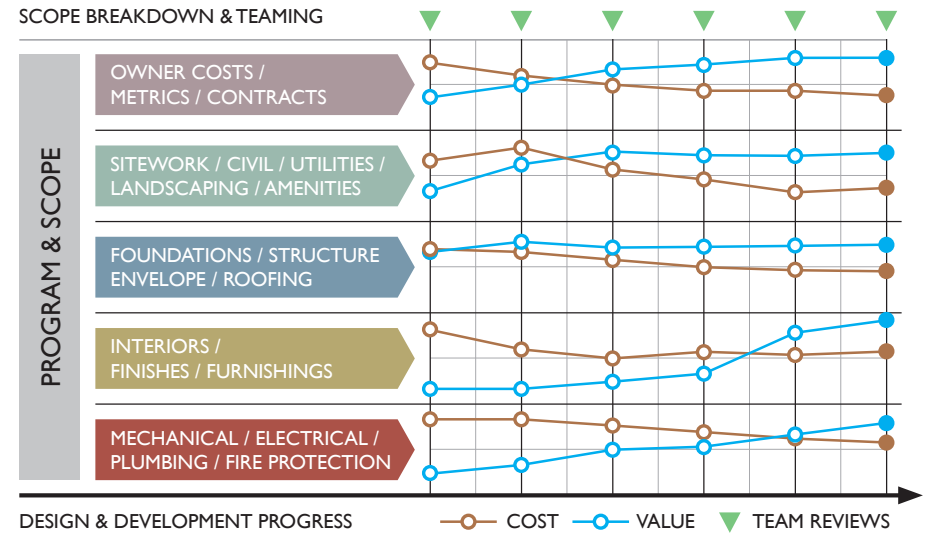 SCOPE BREAKDOWN & TEAMING
PROGRAM & SCOPE
OWNER COSTS /
METRICS / CONTRACTS
SITEWORK / CIVIL / UTILITIES /
LANDSCAPING / AMENITIES
FOUNDATIONS / STRUCTURE
ENVELOPE / ROOFING
INTERIORS /
FINISHES / FURNISHINGS
MECHANICAL / ELECTRICAL /
PLUMBING / FIRE PROTECTION
DESIGN & DEVELOPMENT PROGRESS
COST
VALUE
TEAM REVIEWS